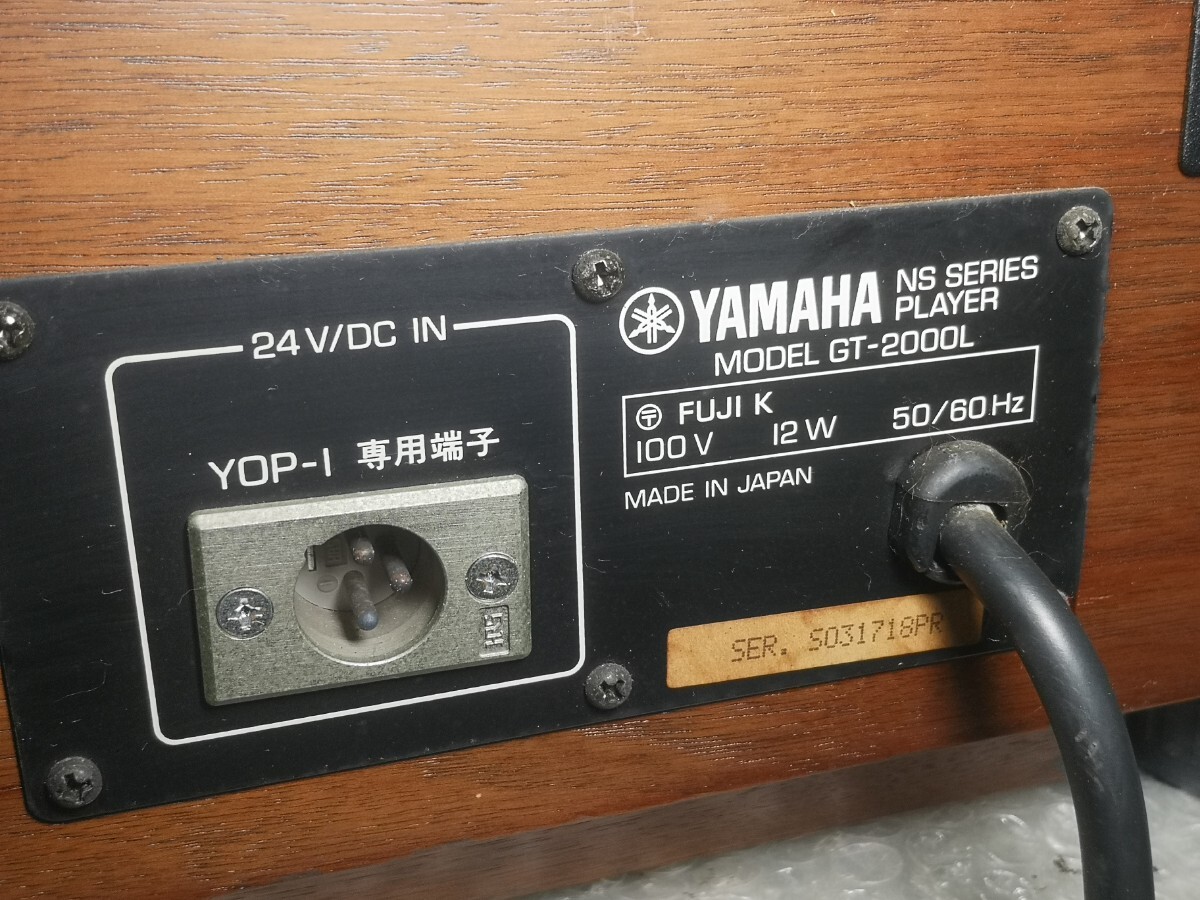 24V/DC IN
YOP-1 専用端子
YAMAHA NS SERIES PLAYER
MODEL GT-2000L
〶 FUJI K
100V 12W 50/60Hz
MADE IN JAPAN
SER. S031718PR